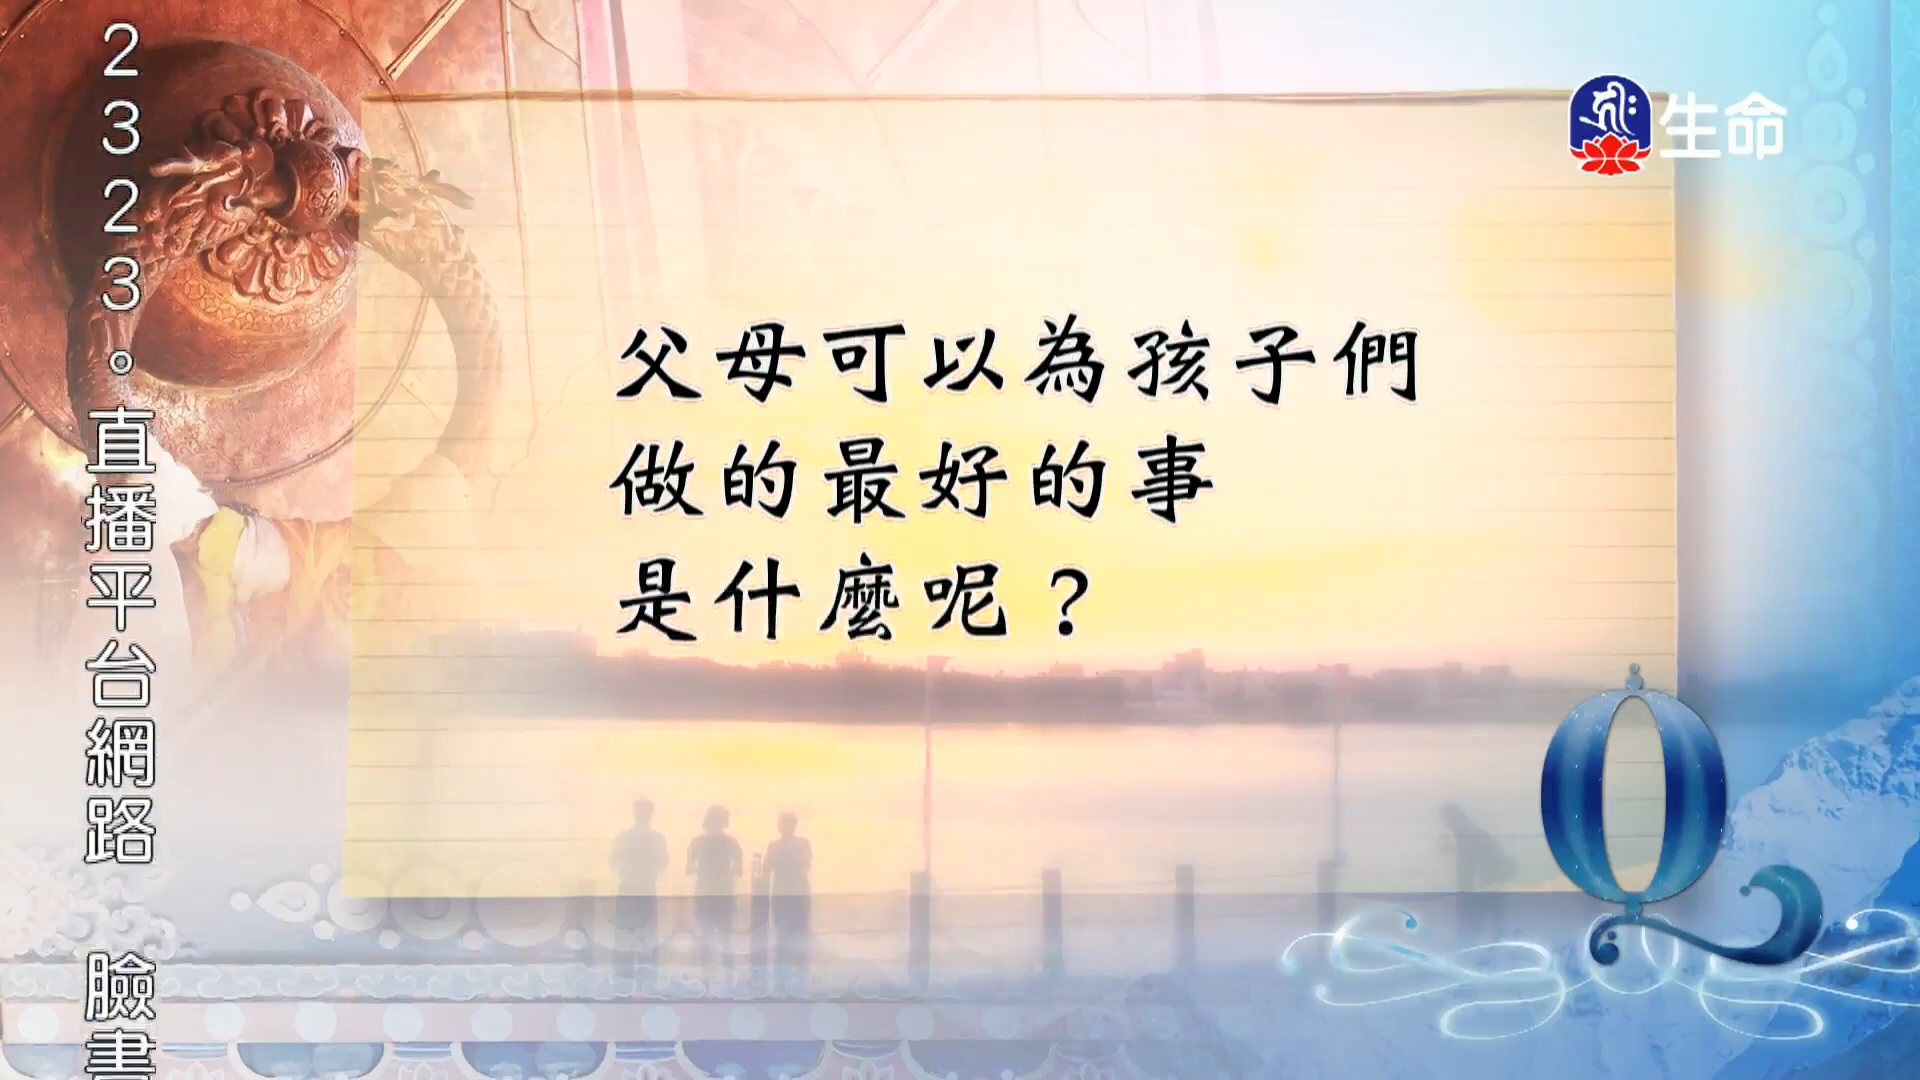 2323。直播平台網路 臉書
生命
父母可以為孩子們
做的最好的事
是什麼呢？
Q